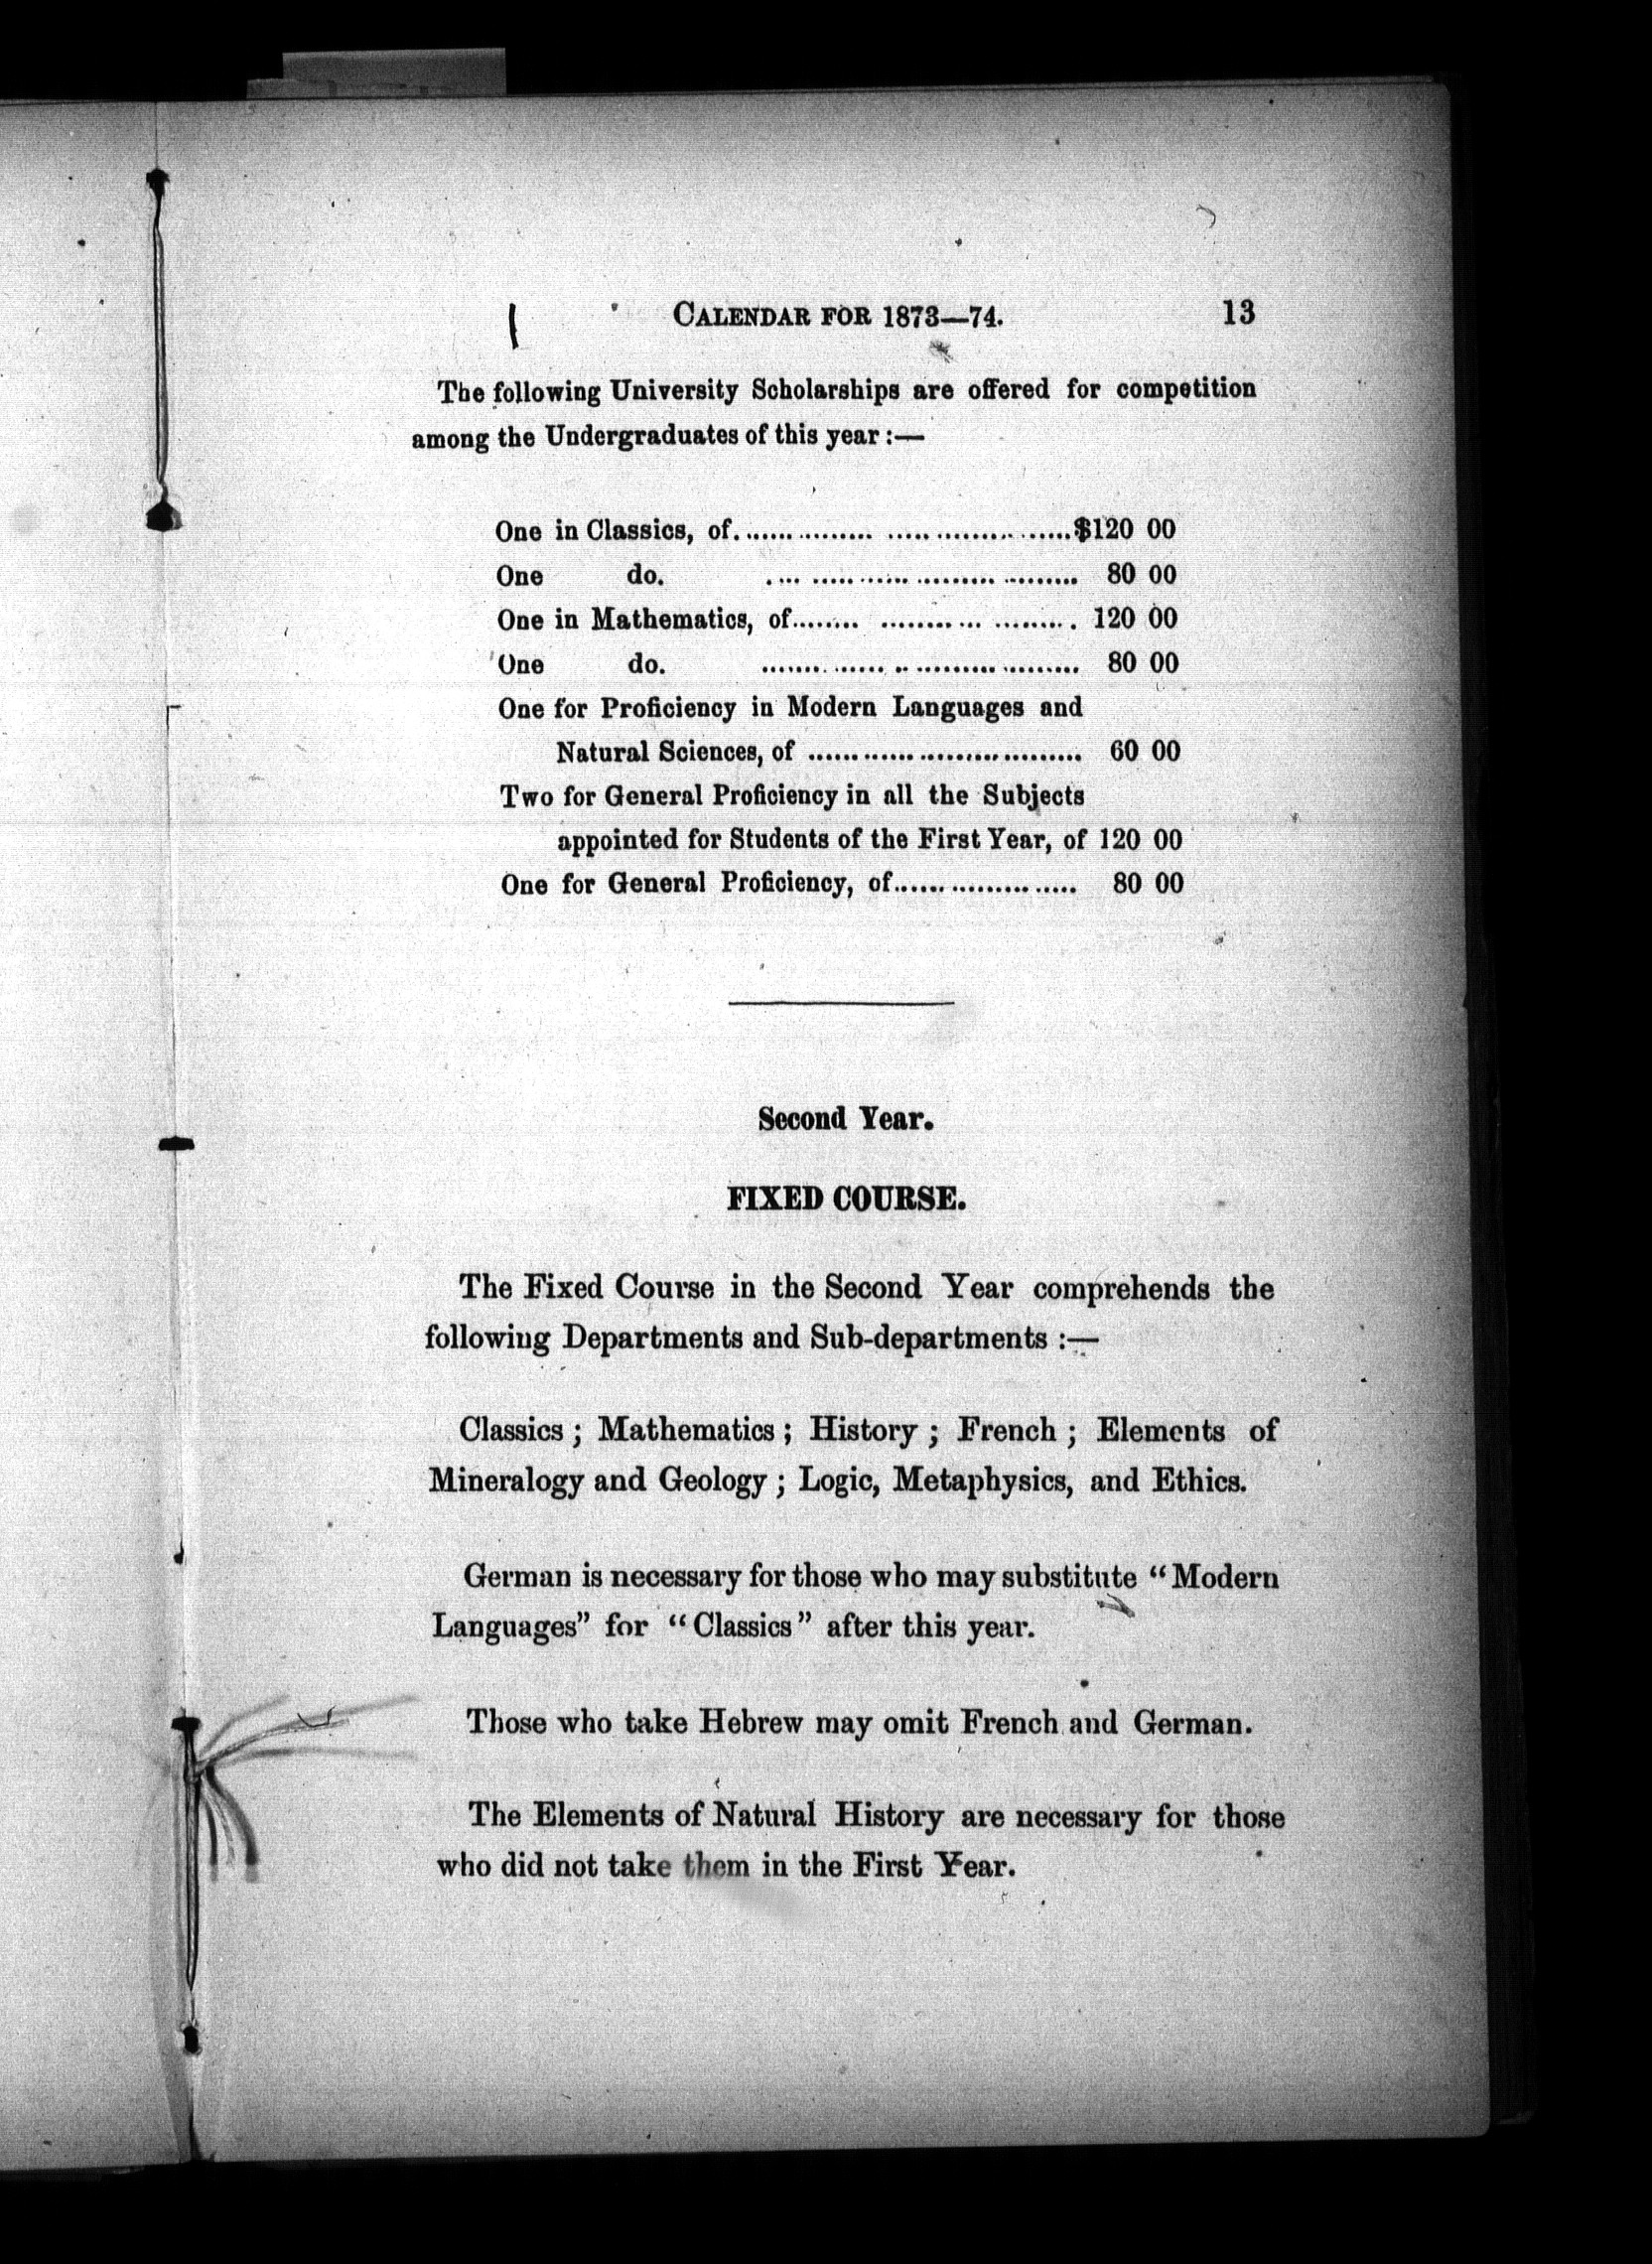 CALENDAR FOR 1873—74. 13
The following University Scholarships are offered for competition
among the Undergraduates of this year :—
One in Classics, of........................................$120 00
One do. ........................................ 80 00
One in Mathematics, of.............................. 120 00
One do. ........................................ 80 00
One for Proficiency in Modern Languages and
Natural Sciences, of .............................. 60 00
Two for General Proficiency in all the Subjects
appointed for Students of the First Year, of 120 00
One for General Proficiency, of.................... 80 00
Second Year.
FIXED COURSE.
The Fixed Course in the Second Year comprehends the
following Departments and Sub-departments :—
Classics ; Mathematics ; History ; French ; Elements of
Mineralogy and Geology ; Logic, Metaphysics, and Ethics.
German is necessary for those who may substitute “Modern
Languages” for “Classics” after this year.
Those who take Hebrew may omit French and German.
The Elements of Natural History are necessary for those
who did not take them in the First Year.